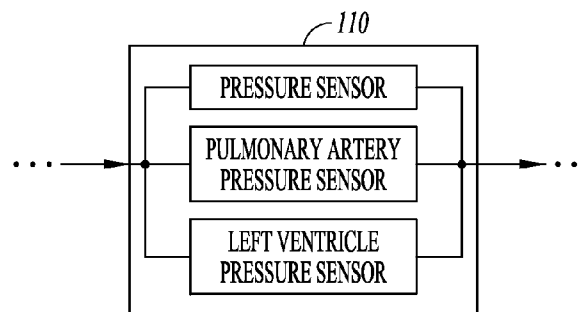 110
PRESSURE SENSOR
PULMONARY ARTERY
PRESSURE SENSOR
LEFT VENTRICLE
PRESSURE SENSOR